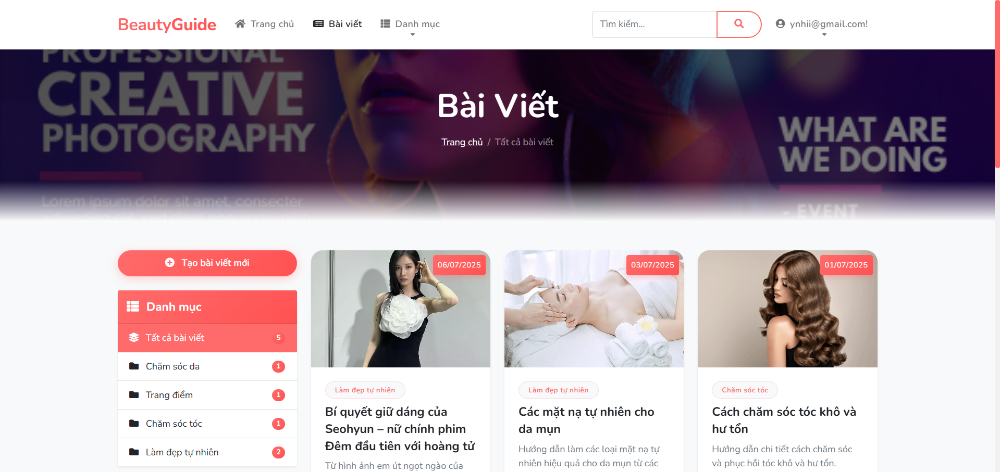 BeautyGuide
Trang chủ
Bài viết
Danh mục
Tìm kiếm...
ynhii@gmail.com!
PROFESSIONAL
CREATIVE
PHOTOGRAPHY
Lorem ipsum dolor sit amet, consecter
Bài Viết
Trang chủ / Tất cả bài viết
WHAT ARE
WE DOING
- EVENT
Tạo bài viết mới
Danh mục
Tất cả bài viết 5
Chăm sóc da 1
Trang điểm 1
Chăm sóc tóc 1
Làm đẹp tự nhiên 2
06/07/2025
Làm đẹp tự nhiên
Bí quyết giữ dáng của
Seohyun – nữ chính phim
Đêm đầu tiên với hoàng tử
Từ hình ảnh em út ngọt ngào của
03/07/2025
Làm đẹp tự nhiên
Các mặt nạ tự nhiên cho
da mụn
Hướng dẫn làm các loại mặt nạ tự
nhiên hiệu quả cho da mụn từ các
01/07/2025
Chăm sóc tóc
Cách chăm sóc tóc khô và
hư tổn
Hướng dẫn chi tiết cách chăm sóc
và phục hồi tóc khô và hư tổn.